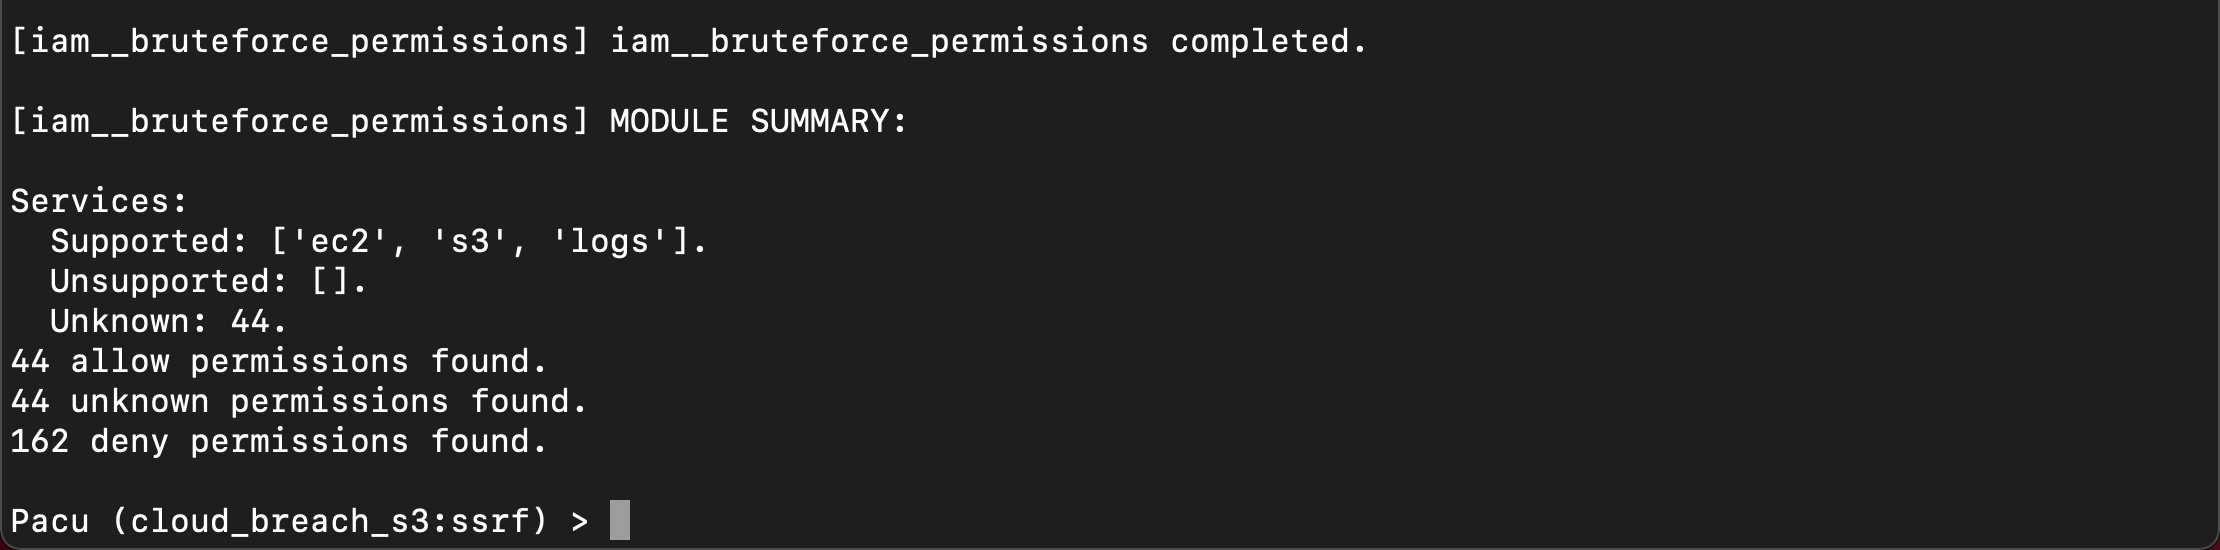 [iam__bruteforce_permissions] iam__bruteforce_permissions completed.
[iam__bruteforce_permissions] MODULE SUMMARY:
Services:
  Supported: ['ec2', 's3', 'logs'].
  Unsupported: [].
  Unknown: 44.
44 allow permissions found.
44 unknown permissions found.
162 deny permissions found.
Pacu (cloud_breach_s3:ssrf) >